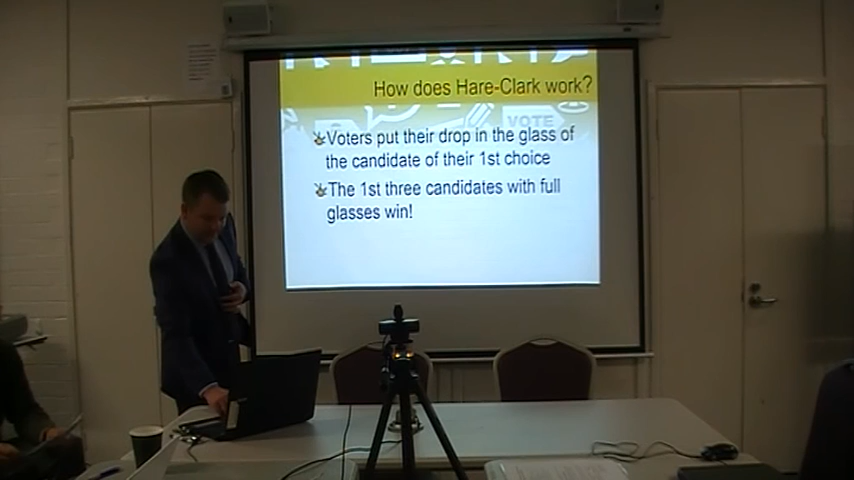 How does Hare-Clark work?
VOTE
Voters put their drop in the glass of
the candidate of their 1st choice
The 1st three candidates with full
glasses win!